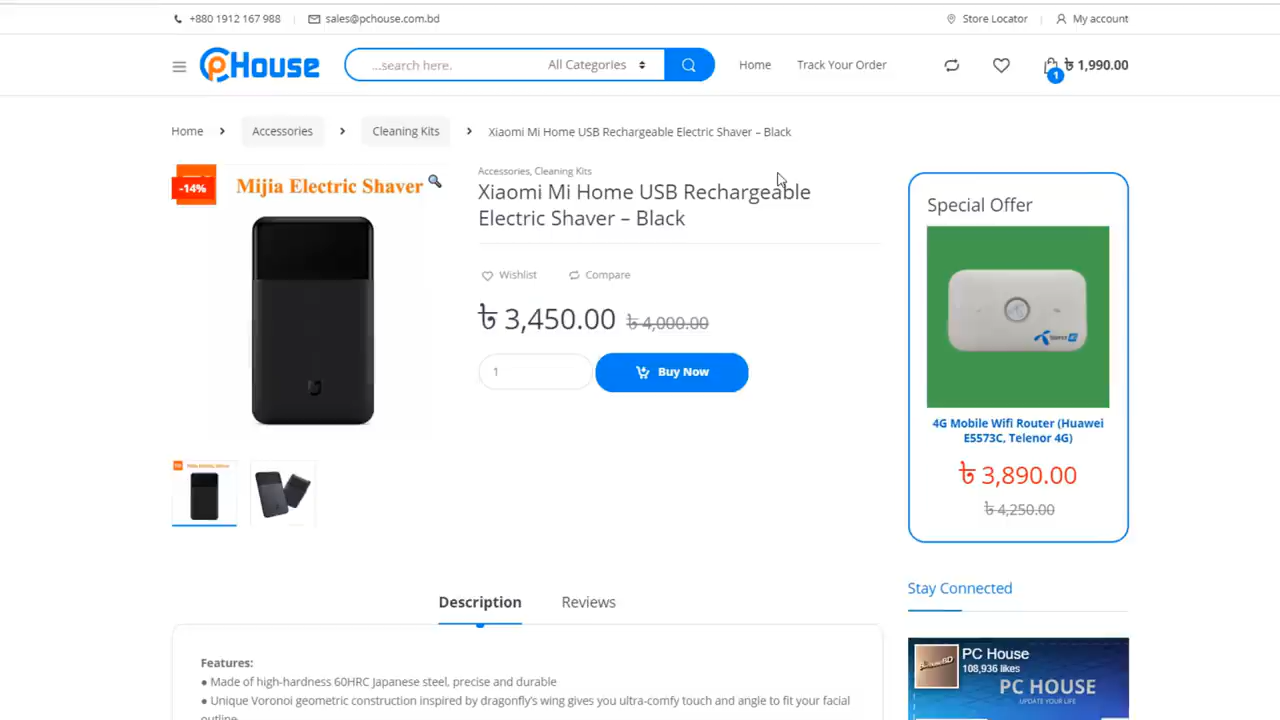 +880 1912 167 988
sales@pchouse.com.bd
Store Locator
My account
PHouse
...search here.
All Categories
Home
Track Your Order
1
৳ 1,990.00
Home
Accessories
Cleaning Kits
Xiaomi Mi Home USB Rechargeable Electric Shaver – Black
-14%
Mijia Electric Shaver
Accessories, Cleaning Kits
Xiaomi Mi Home USB Rechargeable
Electric Shaver – Black
Wishlist
Compare
৳ 3,450.00 ৳ 4,000.00
1
Buy Now
Special Offer
4G Mobile Wifi Router (Huawei
E5573C, Telenor 4G)
৳ 3,890.00
৳ 4,250.00
Description
Reviews
Features:
● Made of high-hardness 60HRC Japanese steel, precise and durable
● Unique Voronoi geometric construction inspired by dragonfly's wing gives you ultra-comfy touch and angle to fit your facial
outline
Stay Connected
PC House
108,936 likes
PC HOUSE
UPDATE YOUR LIFE